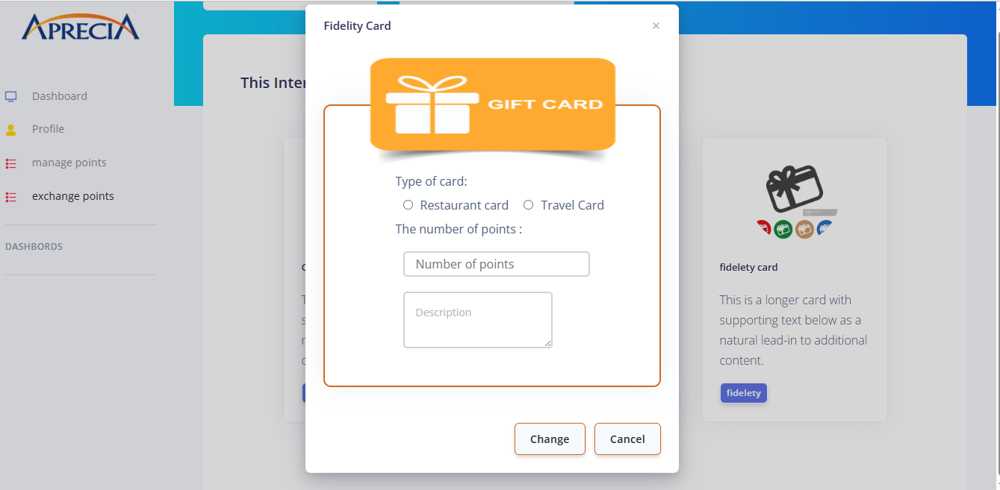 APRECIA
Dashboard
Profile
manage points
exchange points
DASHBORDS
This Inter
Fidelity Card
×
GIFT CARD
Type of card:
Restaurant card Travel Card
The number of points :
Number of points
Description
Change Cancel
fidelety card
This is a longer card with
supporting text below as a
natural lead-in to additional
content.
fidelety